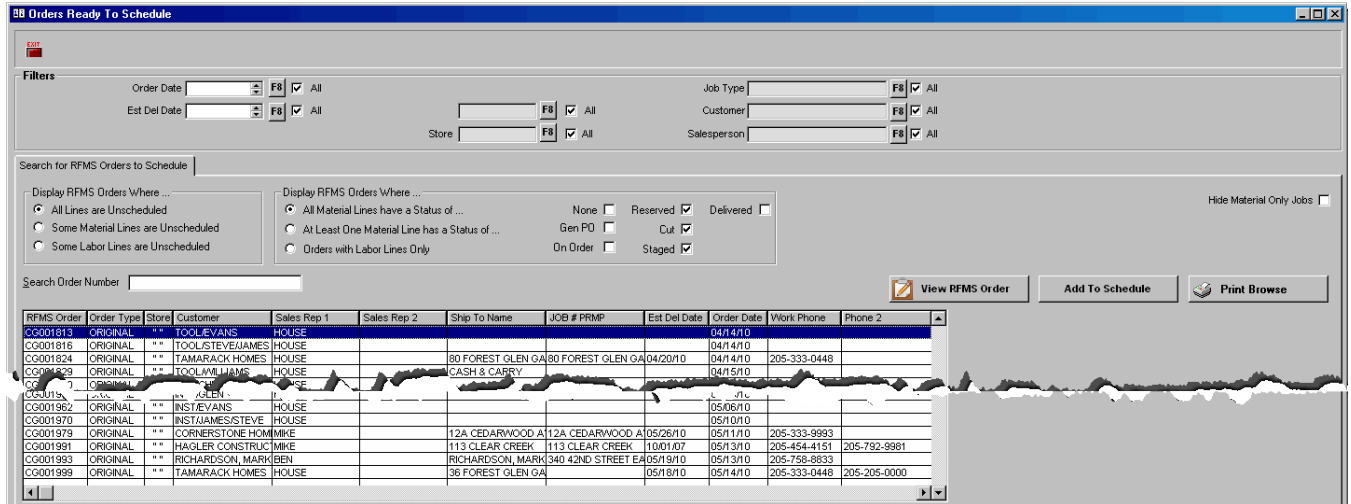 Orders Ready To Schedule
EXIT
Filters
Order Date F8 All Job Type F8 All
Est Del Date F8 All F8 All Customer F8 All
Store F8 All Salesperson F8 All
Search for RFMS Orders to Schedule
Display RFMS Orders Where ... Display RFMS Orders Where ...
Hide Material Only Jobs
All Lines are Unscheduled All Material Lines have a Status of ... None Reserved Delivered
Some Material Lines are Unscheduled At Least One Material Line has a Status of ... Gen PO Cut
Some Labor Lines are Unscheduled Orders with Labor Lines Only On Order Staged
Search Order Number View RFMS Order Add To Schedule Print Browse
RFMS Order Order Type Store Customer Sales Rep 1 Sales Rep 2 Ship To Name JOB # PRMP Est Del Date Order Date Work Phone Phone 2
CG001813 ORIGINAL " " TOOL/EVANS HOUSE 04/14/10
CG001816 ORIGINAL " " TOOL/STEVE/JAMES HOUSE 04/14/10
CG001824 ORIGINAL " " TAMARACK HOMES HOUSE 80 FOREST GLEN GA 80 FOREST GLEN GA 04/20/10 04/14/10 205-333-0448
ORIGINAL " " TOOL/WILLIAMS HOUSE CASH & CARRY 04/15/10
CG001962 ORIGINAL " " INST/EVANS HOUSE 05/06/10
CG001970 ORIGINAL " " INST/JAMES/STEVE HOUSE 05/10/10
CG001979 ORIGINAL " " CORNERSTONE HOM MIKE 12A CEDARWOOD A 12A CEDARWOOD A 05/26/10 05/11/10 205-333-9993
CG001991 ORIGINAL " " HAGLER CONSTRUC MIKE 113 CLEAR CREEK 113 CLEAR CREEK 10/01/07 05/13/10 205-454-4151 205-792-9981
CG001993 ORIGINAL " " RICHARDSON, MARK BEN RICHARDSON, MARK 340 42ND STREET EA 05/19/10 05/13/10 205-758-8833
CG001999 ORIGINAL " " TAMARACK HOMES HOUSE 36 FOREST GLEN GA 05/18/10 05/14/10 205-333-0448 205-205-0000